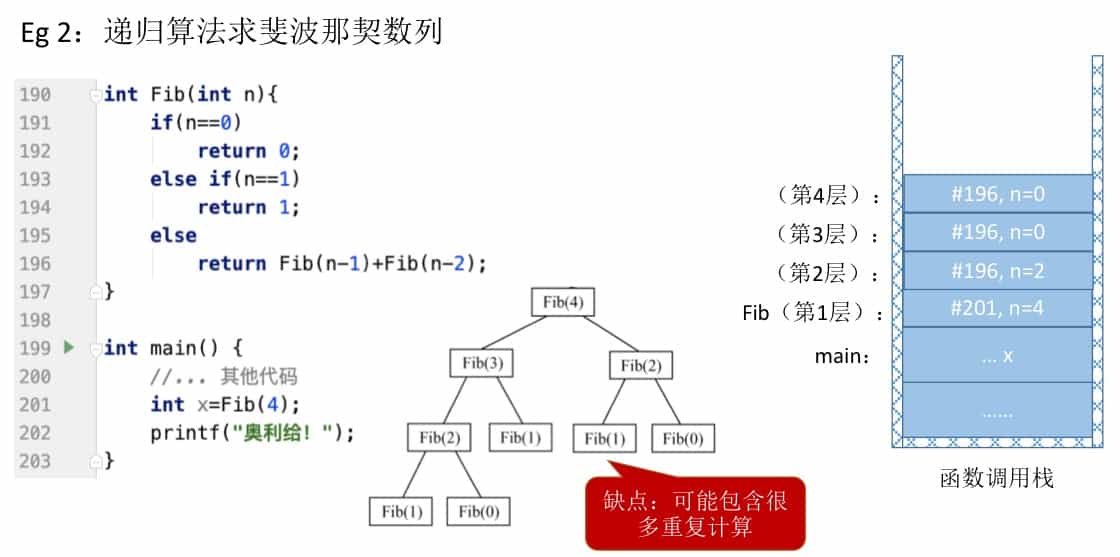 Eg 2：递归算法求斐波那契数列
190 int Fib(int n){
191 if(n==0)
192 return 0;
193 else if(n==1)
194 return 1;
195 else
196 return Fib(n-1)+Fib(n-2);
197 }
198
199 int main() {
200 //... 其他代码
201 int x=Fib(4);
202 printf("奥利给！");
203 }
Fib(4)
Fib(3) Fib(2)
Fib(2) Fib(1) Fib(1) Fib(0)
Fib(1) Fib(0)
缺点：可能包含很
多重复计算
（第4层）： #196, n=0
（第3层）： #196, n=0
（第2层）： #196, n=2
Fib（第1层）： #201, n=4
main： ... x
......
函数调用栈